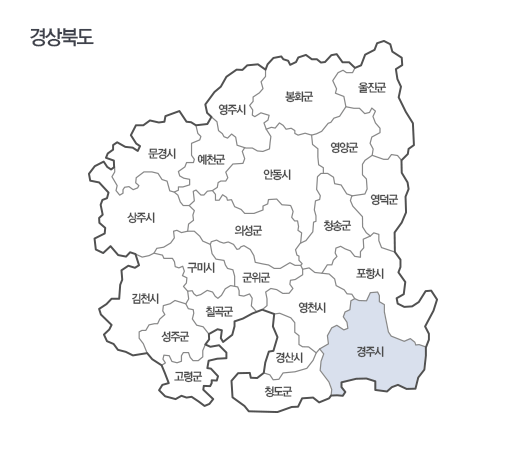 경상북도
울진군
봉화군
영주시
영양군
문경시
예천군
안동시
영덕군
상주시
청송군
의성군
구미시
포항시
군위군
김천시
영천시
칠곡군
성주군
경주시
경산시
고령군
청도군